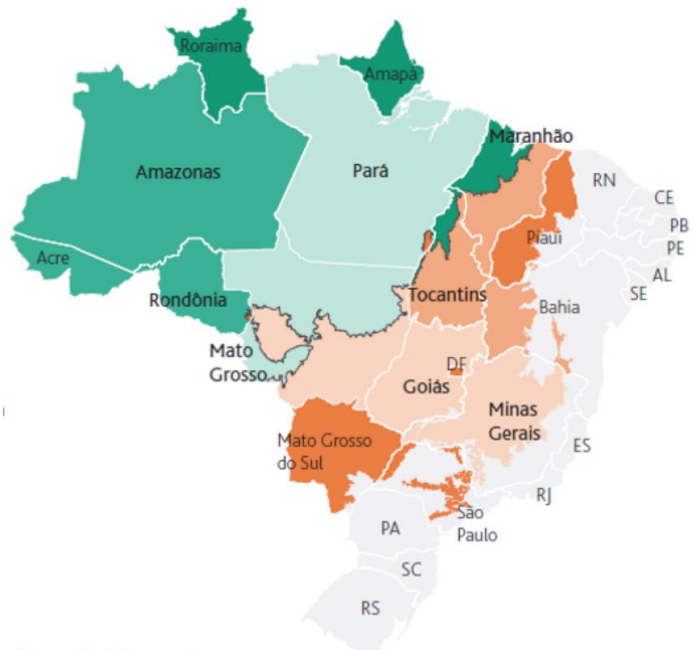 Roraima
Amapá
Maranhão
Amazonas
Pará
RN
CE
PB
PE
AL
SE
Piauí
Acre
Rondônia
Tocantins
Bahia
Mato
Grosso
DF
Goiás
Minas
Gerais
ES
RJ
Mato Grosso
do Sul
São
Paulo
PA
SC
RS